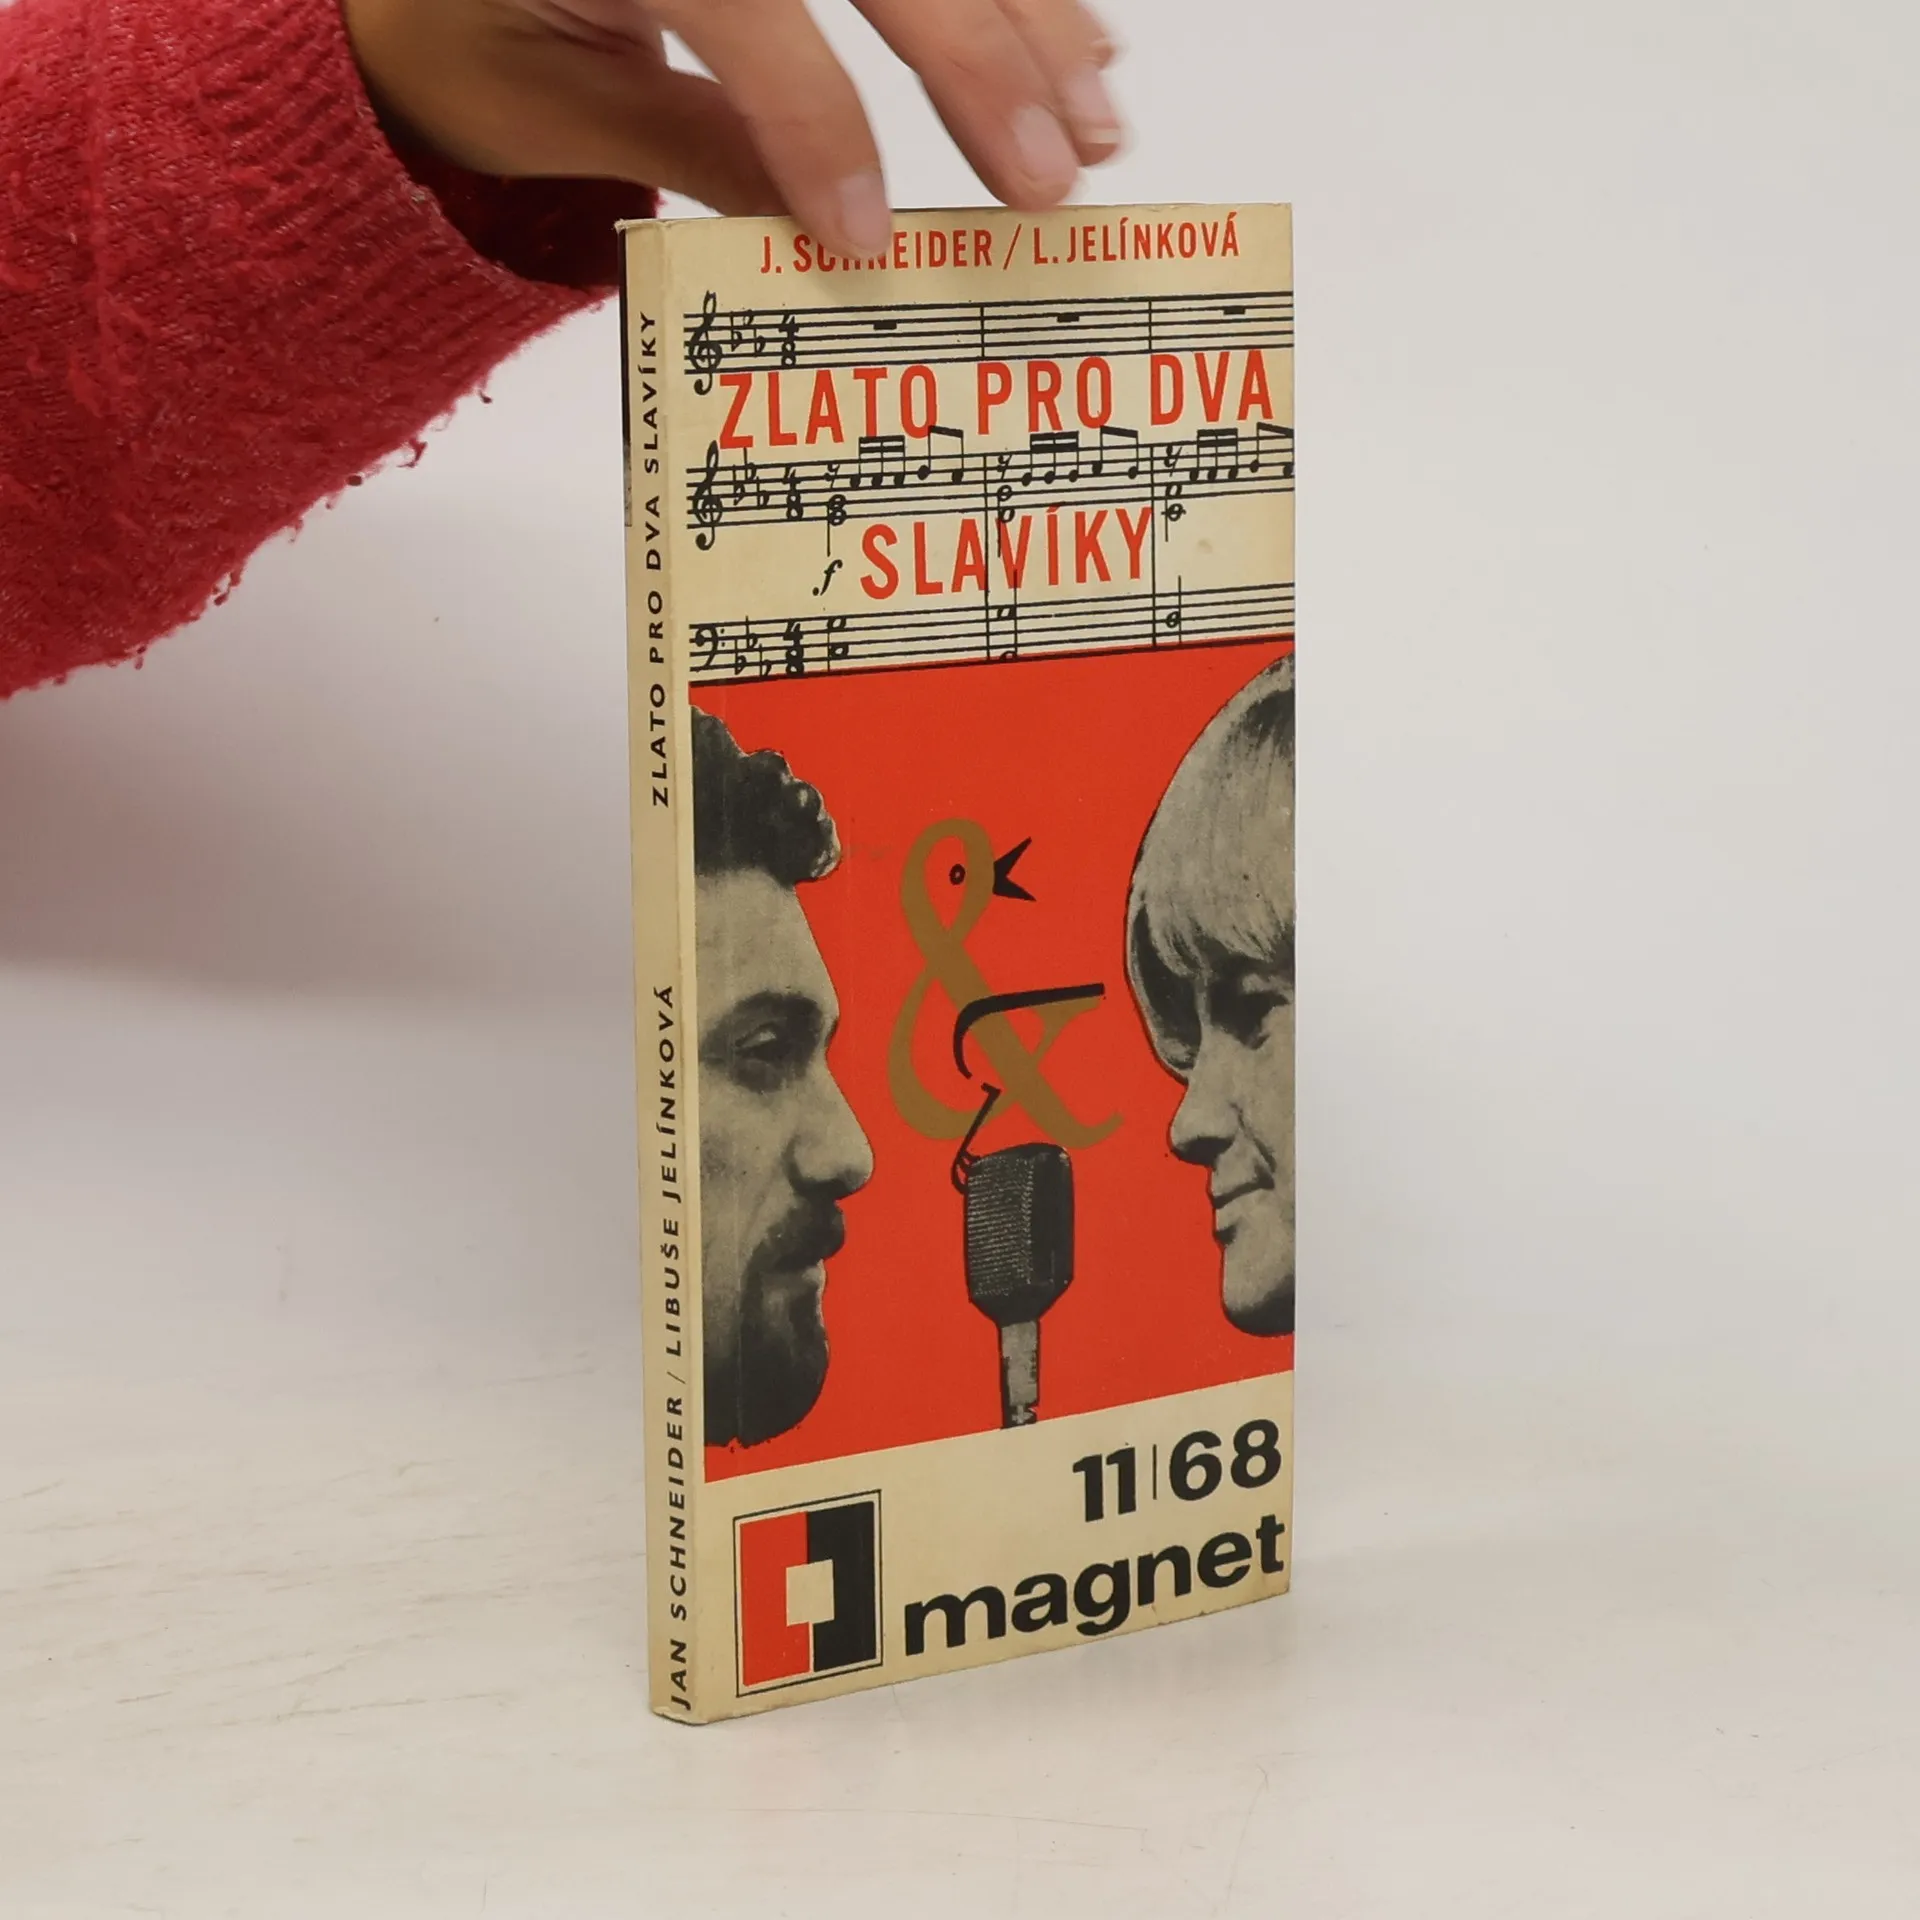 J. SCHNEIDER / L. JELÍNKOVÁ
ZLATO PRO DVA
SLAVÍKY
f
11|68
magnet
JAN SCHNEIDER / LIBUŠE JELÍNKOVÁ ZLATO PRO DVA SLAVÍKY